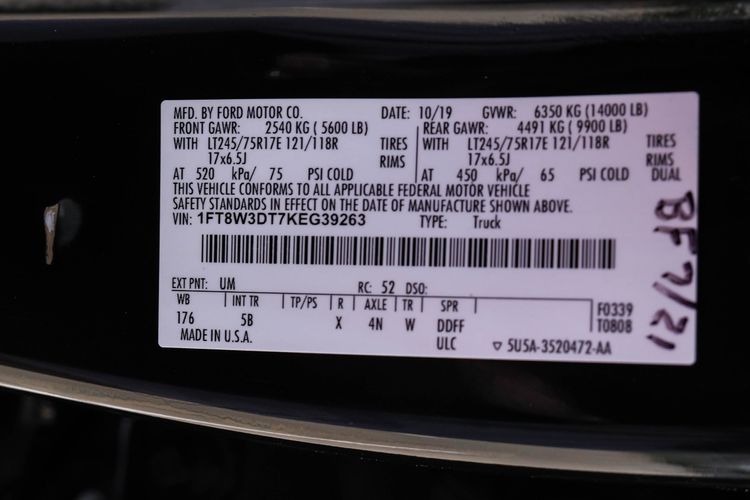 MFD. BY FORD MOTOR CO. DATE: 10/19 GVWR: 6350 KG (14000 LB)
FRONT GAWR: 2540 KG ( 5600 LB) REAR GAWR: 4491 KG ( 9900 LB)
WITH LT245/75R17E 121/118R TIRES WITH LT245/75R17E 121/118R TIRES
17x6.5J RIMS 17x6.5J RIMS
AT 520 kPa/ 75 PSI COLD AT 450 kPa/ 65 PSI COLD DUAL
THIS VEHICLE CONFORMS TO ALL APPLICABLE FEDERAL MOTOR VEHICLE
SAFETY STANDARDS IN EFFECT ON THE DATE OF MANUFACTURE SHOWN ABOVE.
VIN: 1FT8W3DT7KEG39263 TYPE: Truck
EXT PNT: UM RC: 52 DSO:
WB INT TR TP/PS R AXLE TR SPR F0339
176 5B X 4N W DDFF T0808
MADE IN U.S.A. ULC ▽ 5U5A-3520472-AA
BF 7/21